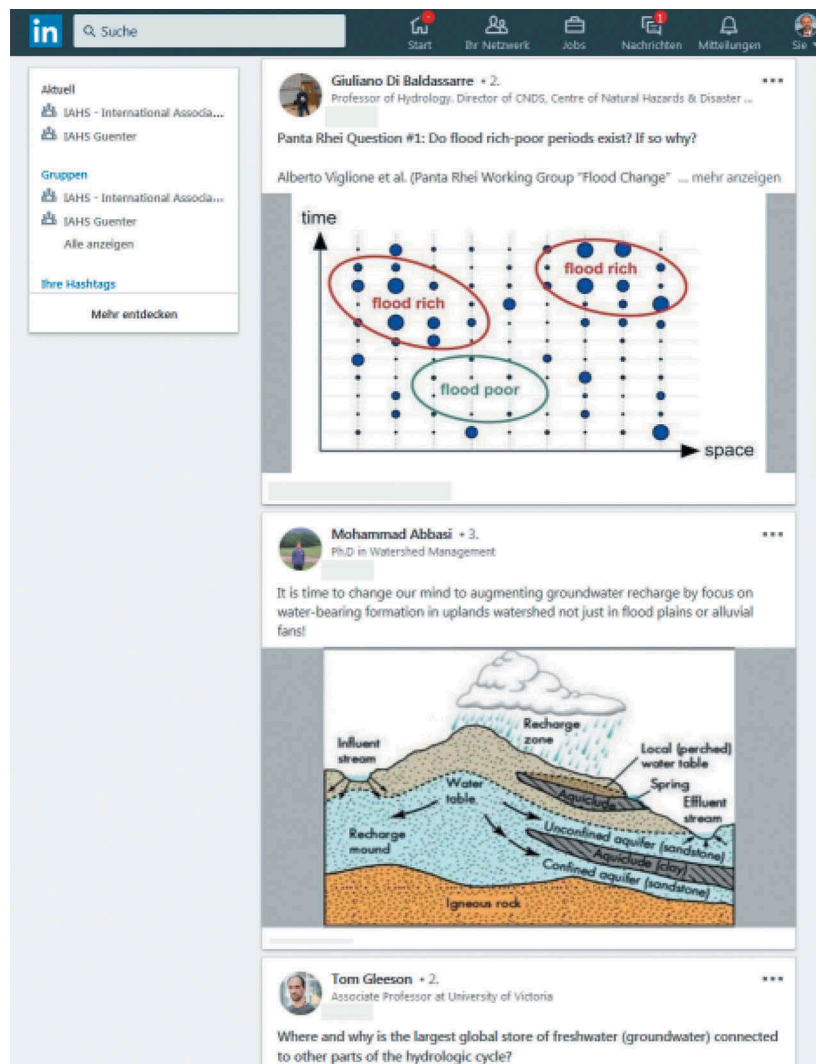 in
Suche
Start
Ihr Netzwerk
Jobs
Nachrichten
1
Mitteilungen
Sie
Aktuell
IAHS - International Associa...
IAHS Guenter
Gruppen
IAHS - International Associa...
IAHS Guenter
Alle anzeigen
Ihre Hashtags
Mehr entdecken
Giuliano Di Baldassarre • 2.
Professor of Hydrology. Director of CNDS, Centre of Natural Hazards & Disaster ...
Panta Rhei Question #1: Do flood rich-poor periods exist? If so why?
Alberto Viglione et al. (Panta Rhei Working Group "Flood Change" ... mehr anzeigen
time
flood rich
flood rich
flood poor
space
Mohammad Abbasi • 3.
Ph.D in Watershed Management
It is time to change our mind to augmenting groundwater recharge by focus on
water-bearing formation in uplands watershed not just in flood plains or alluvial
fans!
Recharge
zone
Influent
stream
Local (perched)
water table
Spring
Water
table
Aquiclude
Effluent
stream
Recharge
mound
Unconfined aquifer (sandstone)
Aquiclude (clay)
Confined aquifer (sandstone)
Igneous rock
Tom Gleeson • 2.
Associate Professor at University of Victoria
Where and why is the largest global store of freshwater (groundwater) connected
to other parts of the hydrologic cycle?